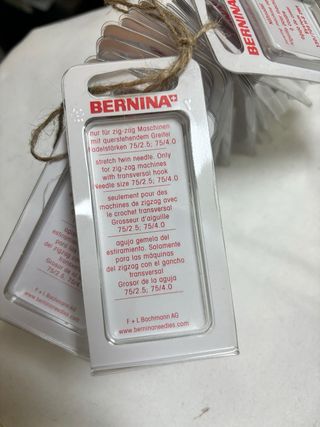 BERNINA
nur für zig-zag Maschinen
mit querstehendem Greifer
Nadelstärken 75/2.5; 75/4.0
stretch twin needle. Only
for zig-zag machines
with transversal hook
Needle size 75/2.5; 75/4.0
seulement pour des
machines de zigzag avec
le crochet transversal
Grosseur d'aiguille
75/2.5; 75/4.0
aguja gemela del
estiramiento. Solamente
para las máquinas
del zigzag con el gancho
transversal
Grosor de la aguja
75/2.5; 75/4.0
F + L Bachmann AG
www.berninaneedles.com
BERNINA